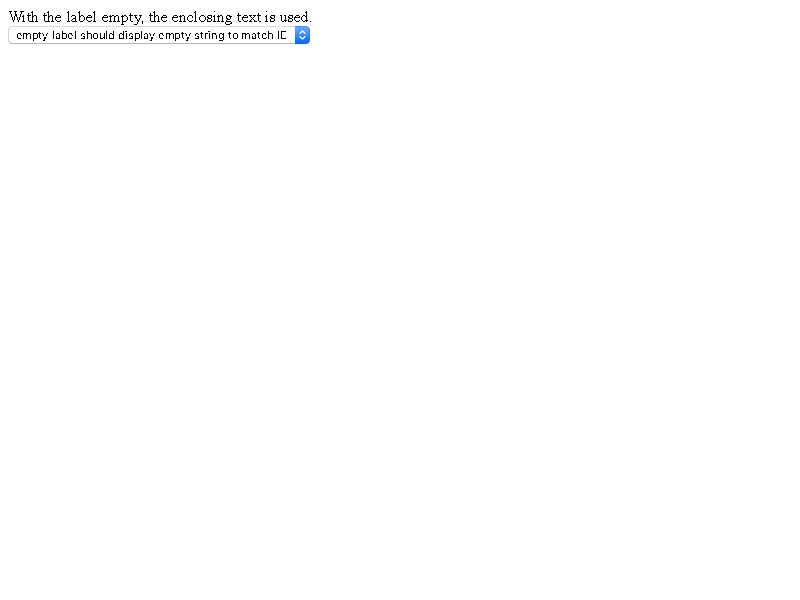 With the label empty, the enclosing text is used.
empty label should display empty string to match IE